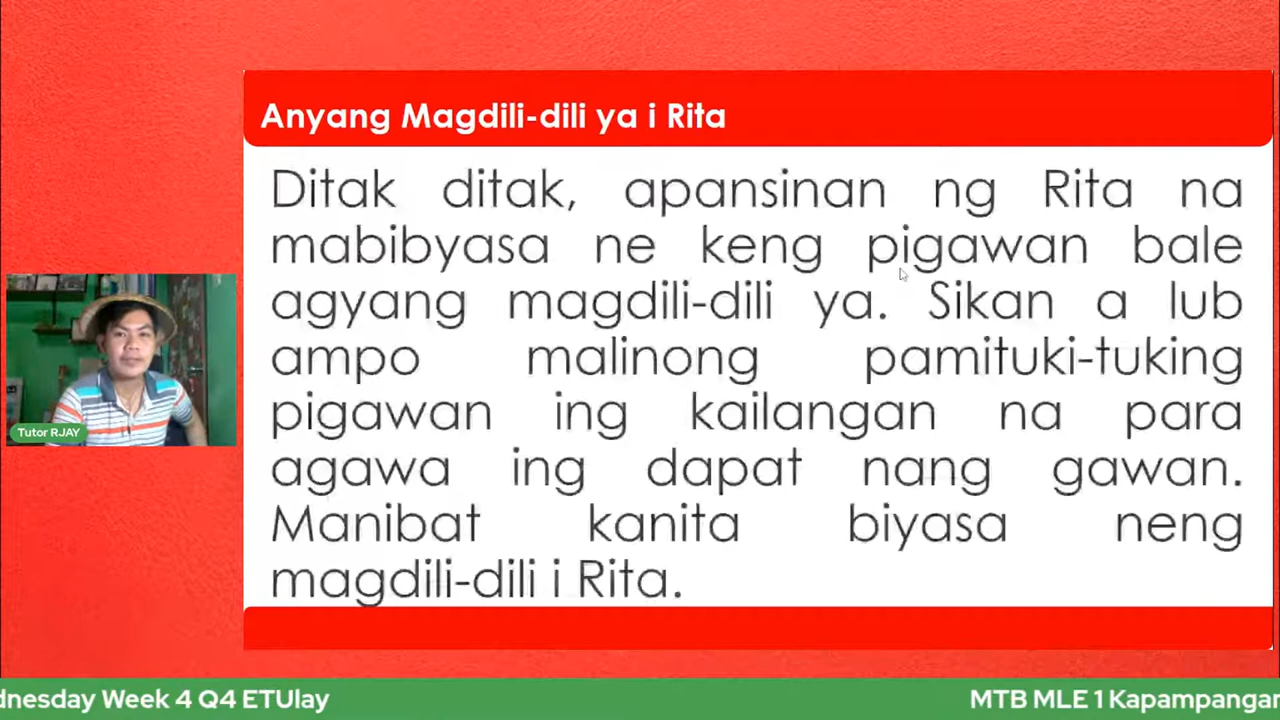 Anyang Magdili-dili ya i Rita
Ditak ditak, apansinan ng Rita na
mabibyasa ne keng pigawan bale
agyang magdili-dili ya. Sikan a lub
ampo malinong pamituki-tuking
pigawan ing kailangan na para
agawa ing dapat nang gawan.
Manibat kanita biyasa neng
magdili-dili i Rita.
Tutor RJAY
dnesday Week 4 Q4 ETUlay
MTB MLE 1 Kapampangan